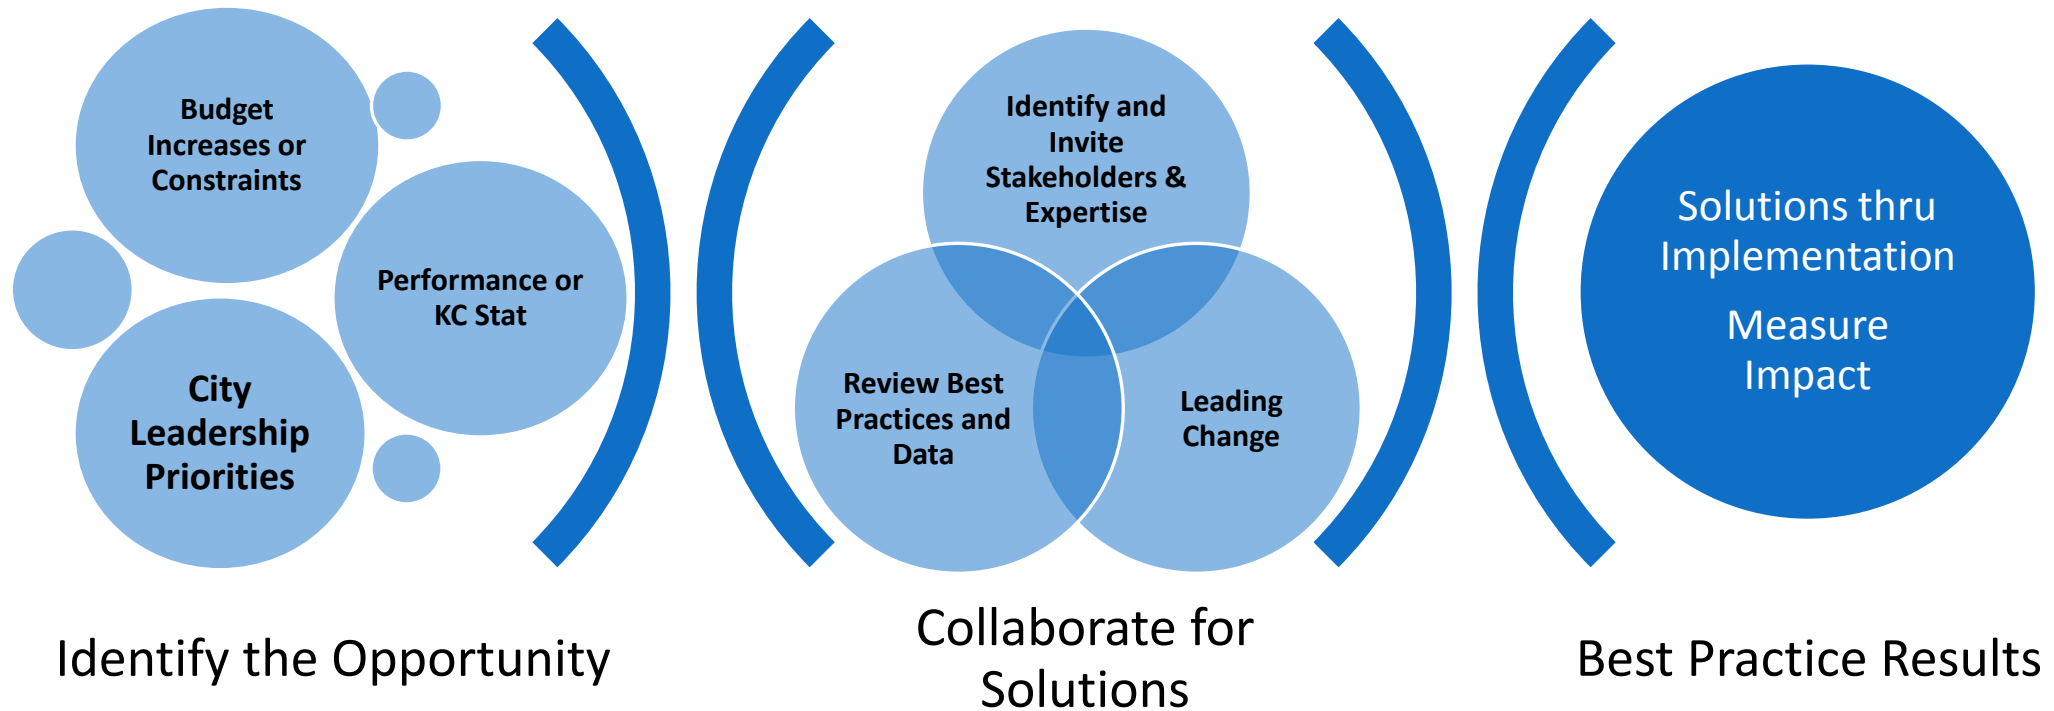 Budget
Increases or
Constraints
Performance or
KC Stat
City
Leadership
Priorities
Identify the Opportunity
Identify and
Invite
Stakeholders &
Expertise
Review Best
Practices and
Data
Leading
Change
Collaborate for
Solutions
Solutions thru
Implementation
Measure
Impact
Best Practice Results